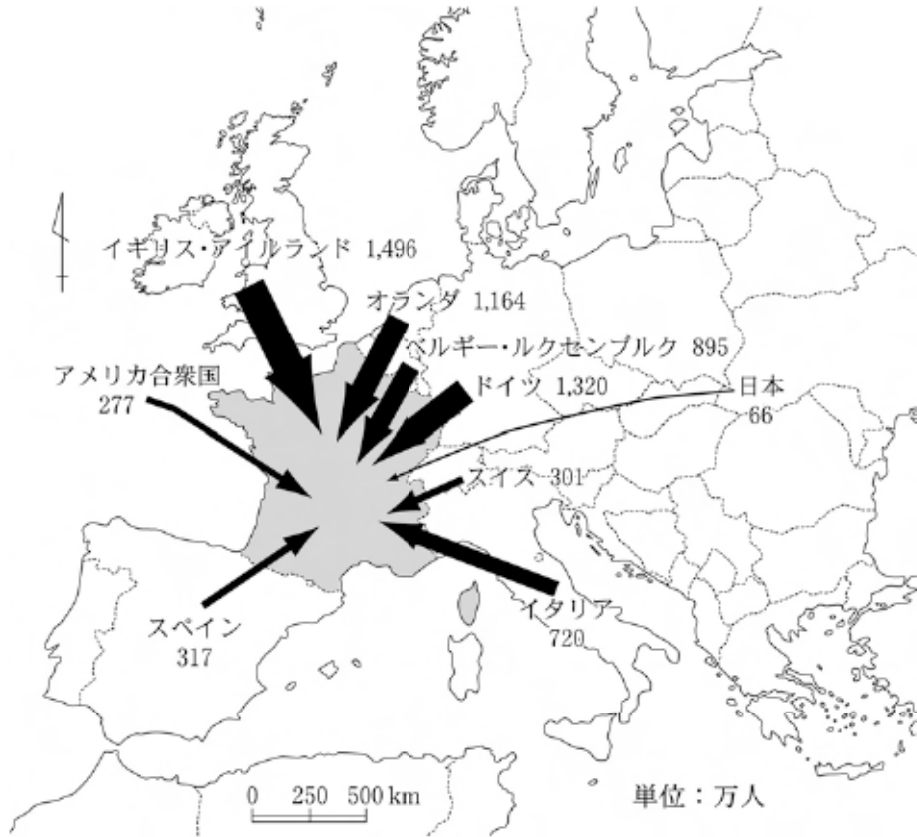 イギリス・アイルランド 1,496
オランダ 1,164
ベルギー・ルクセンブルク 895
アメリカ合衆国
277
ドイツ 1,320
日本
66
スイス 301
スペイン
317
イタリア
720
0 250 500 km
単位：万人